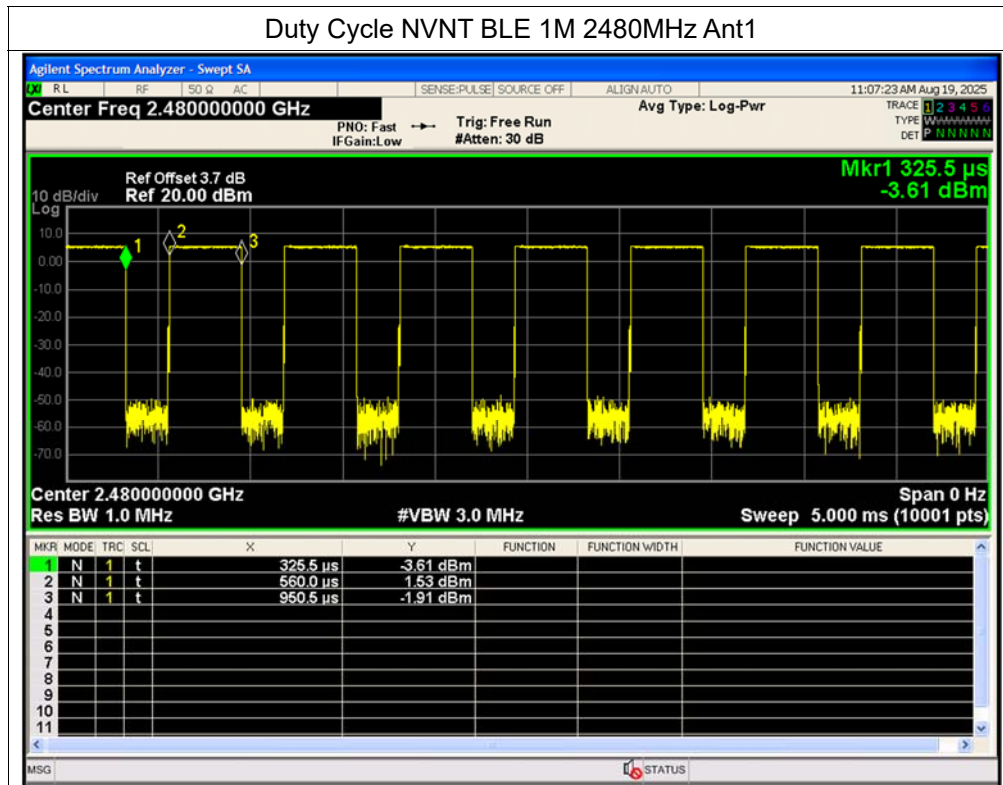 Duty Cycle NVNT BLE 1M 2480MHz Ant1
Agilent Spectrum Analyzer - Swept SA
RL RF 50 Ω AC SENSE:PULSE SOURCE OFF ALIGN AUTO 11:07:23 AM Aug 19, 2025
Center Freq 2.480000000 GHz Avg Type: Log-Pwr TRACE 1 2 3 4 5 6
PNO: Fast Trig: Free Run TYPE W
IFGain:Low #Atten: 30 dB DET P N N N N N
Mkr1 325.5 µs
Ref Offset 3.7 dB
10 dB/div Ref 20.00 dBm -3.61 dBm
Log
10.0
0.00
-10.0
-20.0
-30.0
-40.0
-50.0
-60.0
-70.0
1
2
3
Center 2.480000000 GHz Span 0 Hz
Res BW 1.0 MHz #VBW 3.0 MHz Sweep 5.000 ms (10001 pts)
MKR MODE TRC SCL X Y FUNCTION FUNCTION WIDTH FUNCTION VALUE
1 N 1 t 325.5 µs -3.61 dBm
2 N 1 t 560.0 µs 1.53 dBm
3 N 1 t 950.5 µs -1.91 dBm
4
5
6
7
8
9
10
11
MSG STATUS